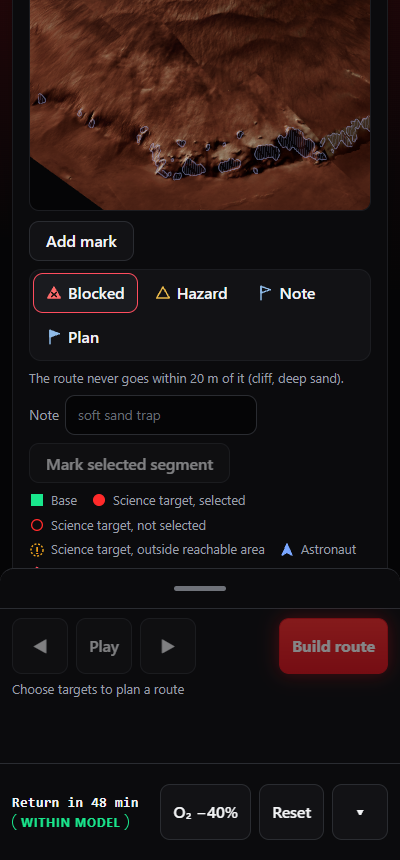 Add mark
Blocked Hazard Note
Plan
The route never goes within 20 m of it (cliff, deep sand).
Note soft sand trap
Mark selected segment
Base Science target, selected
Science target, not selected
Science target, outside reachable area Astronaut
Play Build route
Choose targets to plan a route
Return in 48 min
( WITHIN MODEL )
O₂ −40% Reset